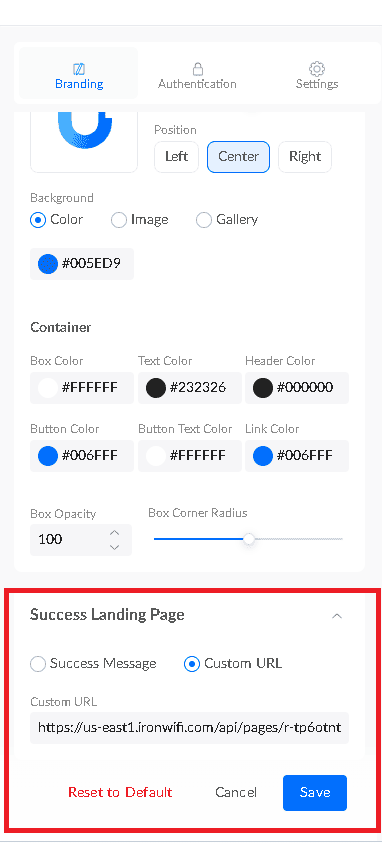 Branding Authentication Settings
Position
Left Center Right
Background
Color Image Gallery
#005ED9
Container
Box Color Text Color Header Color
#FFFFFF #232326 #000000
Button Color Button Text Color Link Color
#006FFF #FFFFFF #006FFF
Box Opacity Box Corner Radius
100
Success Landing Page
Success Message Custom URL
Custom URL
https://us-east1.ironwifi.com/api/pages/r-tp6otnt
Reset to Default Cancel Save